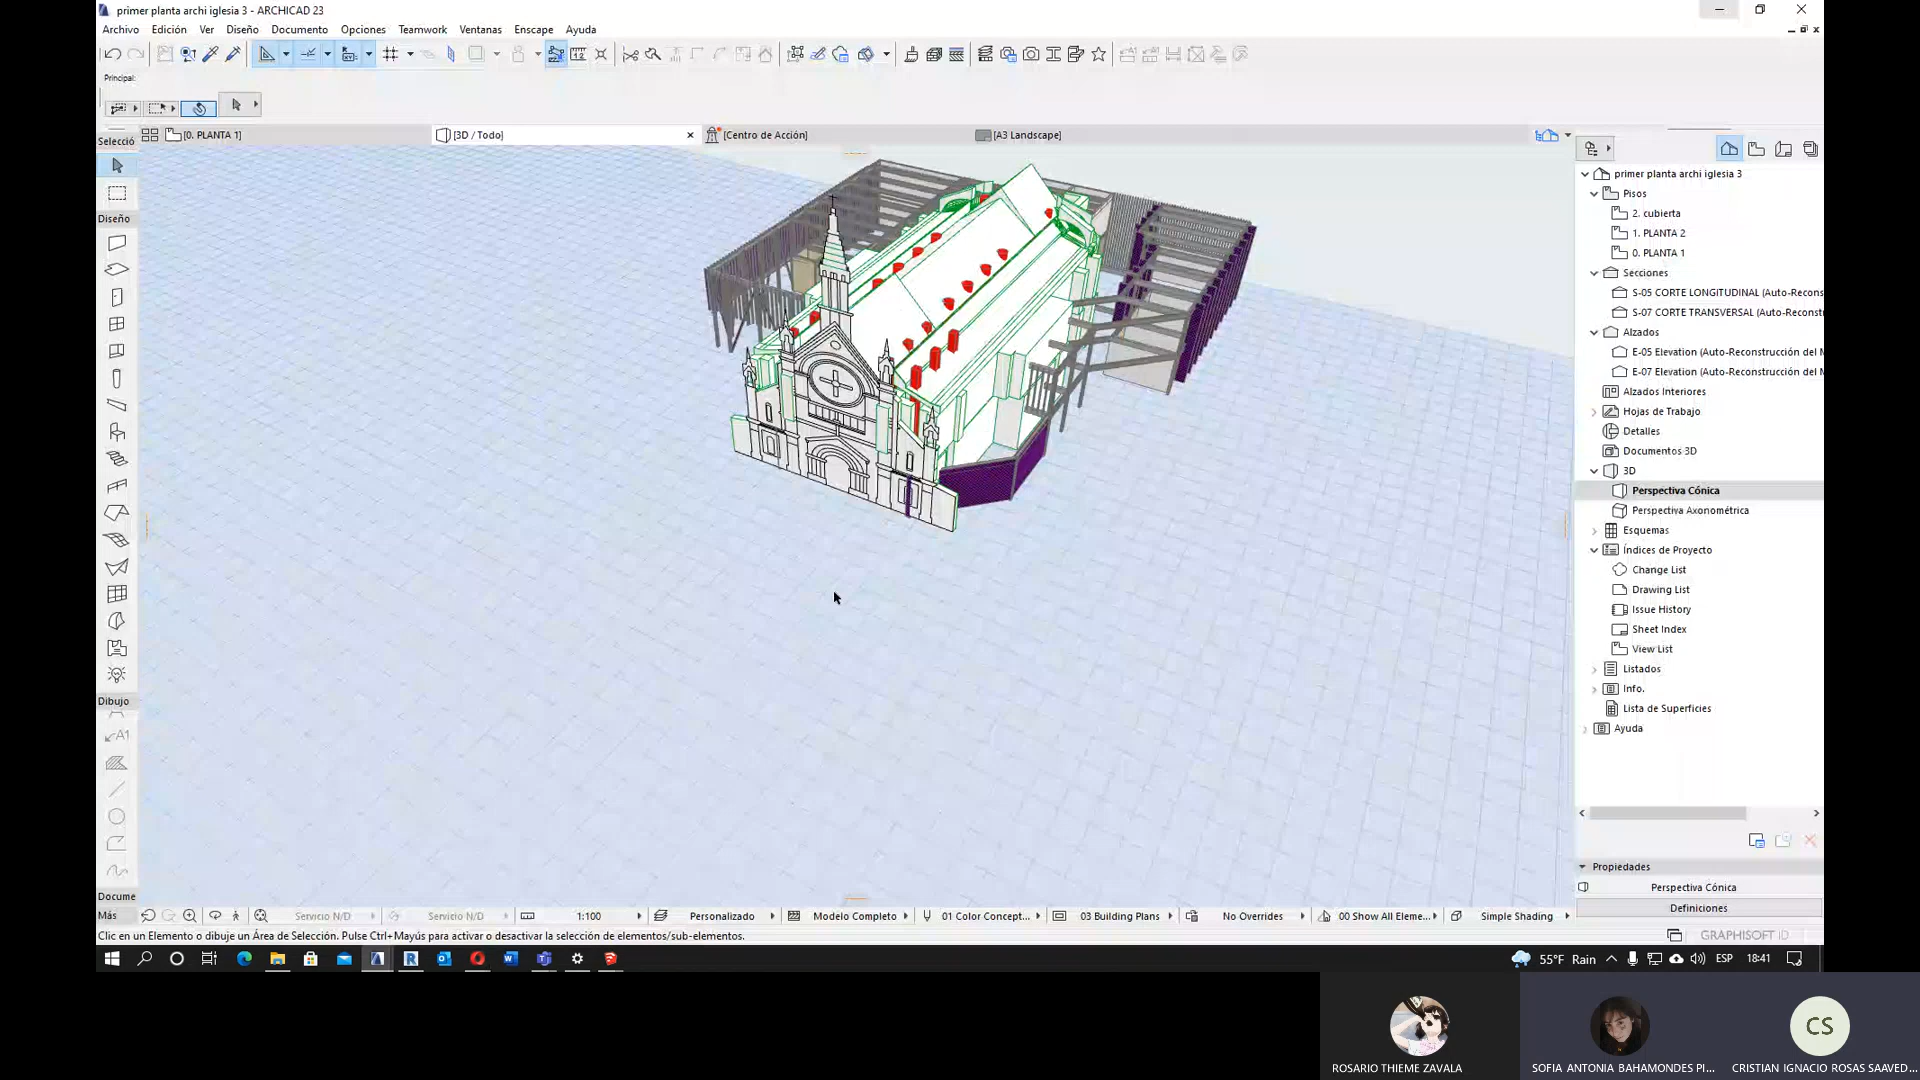 primer planta archi iglesia 3 - ARCHICAD 23
Archivo Edición Ver Diseño Documento Opciones Teamwork Ventanas Enscape Ayuda
Principal:
Selecció
[0. PLANTA 1]
[3D / Todo]
[Centro de Acción]
[A3 Landscape]
Diseño
Dibujo
A1
Docume
Más
primer planta archi iglesia 3
Pisos
2. cubierta
1. PLANTA 2
0. PLANTA 1
Secciones
S-05 CORTE LONGITUDINAL (Auto-Recons
S-07 CORTE TRANSVERSAL (Auto-Reconst
Alzados
E-05 Elevation (Auto-Reconstrucción del M
E-07 Elevation (Auto-Reconstrucción del M
Alzados Interiores
Hojas de Trabajo
Detalles
Documentos 3D
3D
Perspectiva Cónica
Perspectiva Axonométrica
Esquemas
Índices de Proyecto
Change List
Drawing List
Issue History
Sheet Index
View List
Listados
Info.
Lista de Superficies
Ayuda
Propiedades
Perspectiva Cónica
Definiciones
GRAPHISOFT ID
Servicio N/D
Servicio N/D
1:100
Personalizado
Modelo Completo
01 Color Concept...
03 Building Plans
No Overrides
00 Show All Eleme...
Simple Shading
Clic en un Elemento o dibuje un Área de Selección. Pulse Ctrl+Mayús para activar o desactivar la selección de elementos/sub-elementos.
55°F Rain
ESP
18:41
CS
ROSARIO THIEME ZAVALA
SOFIA ANTONIA BAHAMONDES PI...
CRISTIAN IGNACIO ROSAS SAAVED...